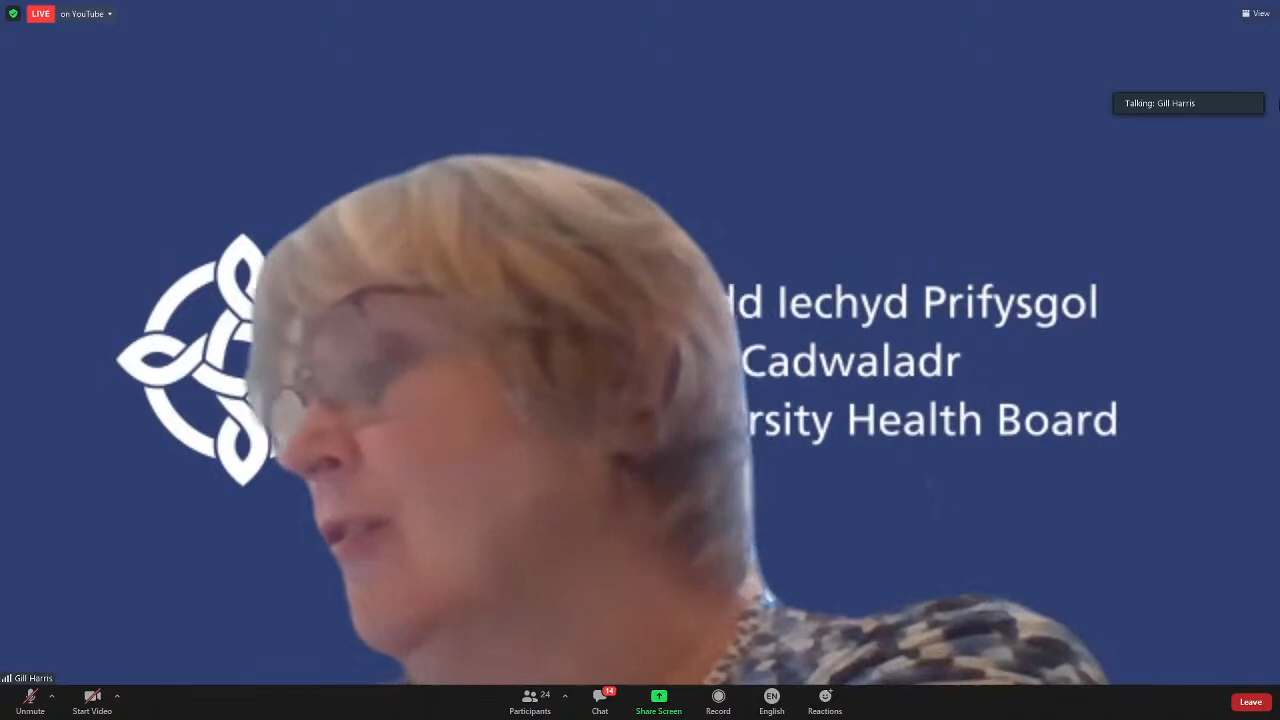 LIVE on YouTube
View
Talking: Gill Harris
dd Iechyd Prifysgol
Cadwaladr
rsity Health Board
Gill Harris
Unmute
Start Video
24
Participants
14
Chat
Share Screen
Record
EN
English
Reactions
Leave